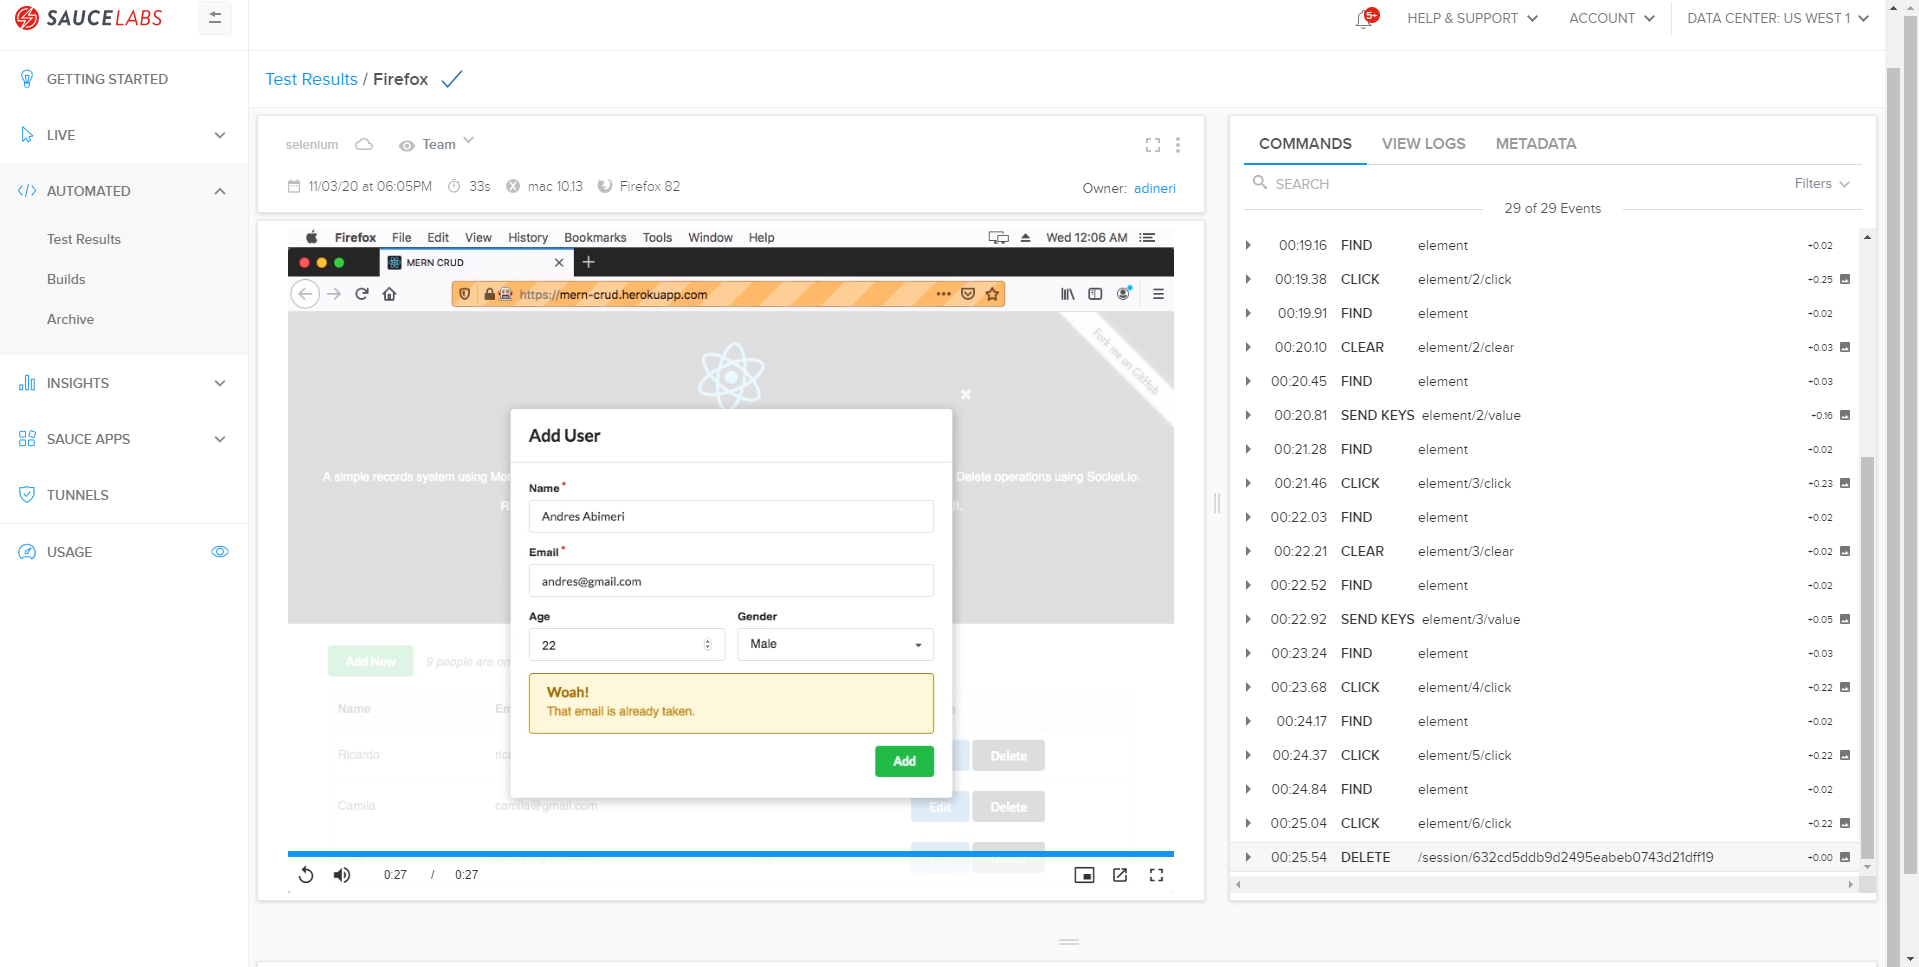 SAUCE LABS
5+
HELP & SUPPORT
ACCOUNT
DATA CENTER: US WEST 1
GETTING STARTED
LIVE
AUTOMATED
Test Results
Builds
Archive
INSIGHTS
SAUCE APPS
TUNNELS
USAGE
Test Results / Firefox
selenium Team
11/03/20 at 06:05PM 33s mac 10.13 Firefox 82
Owner: adineri
Firefox File Edit View History Bookmarks Tools Window Help Wed 12:06 AM
MERN CRUD
https://mern-crud.herokuapp.com
Fork me on GitHub
A simple records system using Delete operations using Socket.io.
Add User
Name*
Andres Abimeri
Email*
andres@gmail.com
Age Gender
22 Male
Woah!
That email is already taken.
Add
Add New 9 people are
Name
Ricardo Delete
Camila camila@gmail.com Edit Delete
0:27 / 0:27
COMMANDS VIEW LOGS METADATA
SEARCH Filters
29 of 29 Events
00:19.16 FIND element +0.02
00:19.38 CLICK element/2/click +0.25
00:19.91 FIND element +0.02
00:20.10 CLEAR element/2/clear +0.03
00:20.45 FIND element +0.03
00:20.81 SEND KEYS element/2/value +0.16
00:21.28 FIND element +0.02
00:21.46 CLICK element/3/click +0.23
00:22.03 FIND element +0.02
00:22.21 CLEAR element/3/clear +0.02
00:22.52 FIND element +0.02
00:22.92 SEND KEYS element/3/value +0.05
00:23.24 FIND element +0.03
00:23.68 CLICK element/4/click +0.22
00:24.17 FIND element +0.02
00:24.37 CLICK element/5/click +0.22
00:24.84 FIND element +0.02
00:25.04 CLICK element/6/click +0.22
00:25.54 DELETE /session/632cd5ddb9d2495eabeb0743d21dff19 +0.00